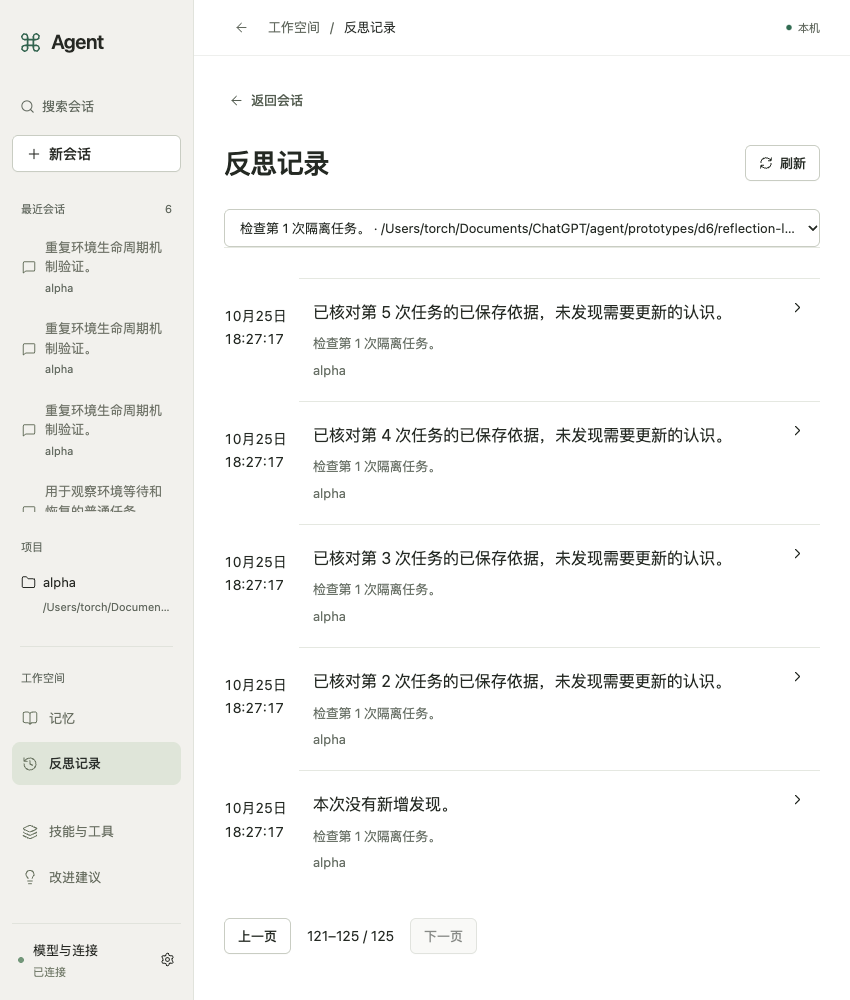 Agent
搜索会话
新会话
最近会话 6
重复环境生命周期机
制验证。
alpha
重复环境生命周期机
制验证。
alpha
重复环境生命周期机
制验证。
alpha
用于观察环境等待和
恢复的普通任务
项目
alpha
/Users/torch/Documen...
工作空间
记忆
反思记录
技能与工具
改进建议
模型与连接
已连接
工作空间 / 反思记录
本机
返回会话
反思记录
刷新
检查第 1 次隔离任务。 · /Users/torch/Documents/ChatGPT/agent/prototypes/d6/reflection-l...
10月25日
18:27:17
已核对第 5 次任务的已保存依据，未发现需要更新的认识。
检查第 1 次隔离任务。
alpha
10月25日
18:27:17
已核对第 4 次任务的已保存依据，未发现需要更新的认识。
检查第 1 次隔离任务。
alpha
10月25日
18:27:17
已核对第 3 次任务的已保存依据，未发现需要更新的认识。
检查第 1 次隔离任务。
alpha
10月25日
18:27:17
已核对第 2 次任务的已保存依据，未发现需要更新的认识。
检查第 1 次隔离任务。
alpha
10月25日
18:27:17
本次没有新增发现。
检查第 1 次隔离任务。
alpha
上一页
121–125 / 125
下一页